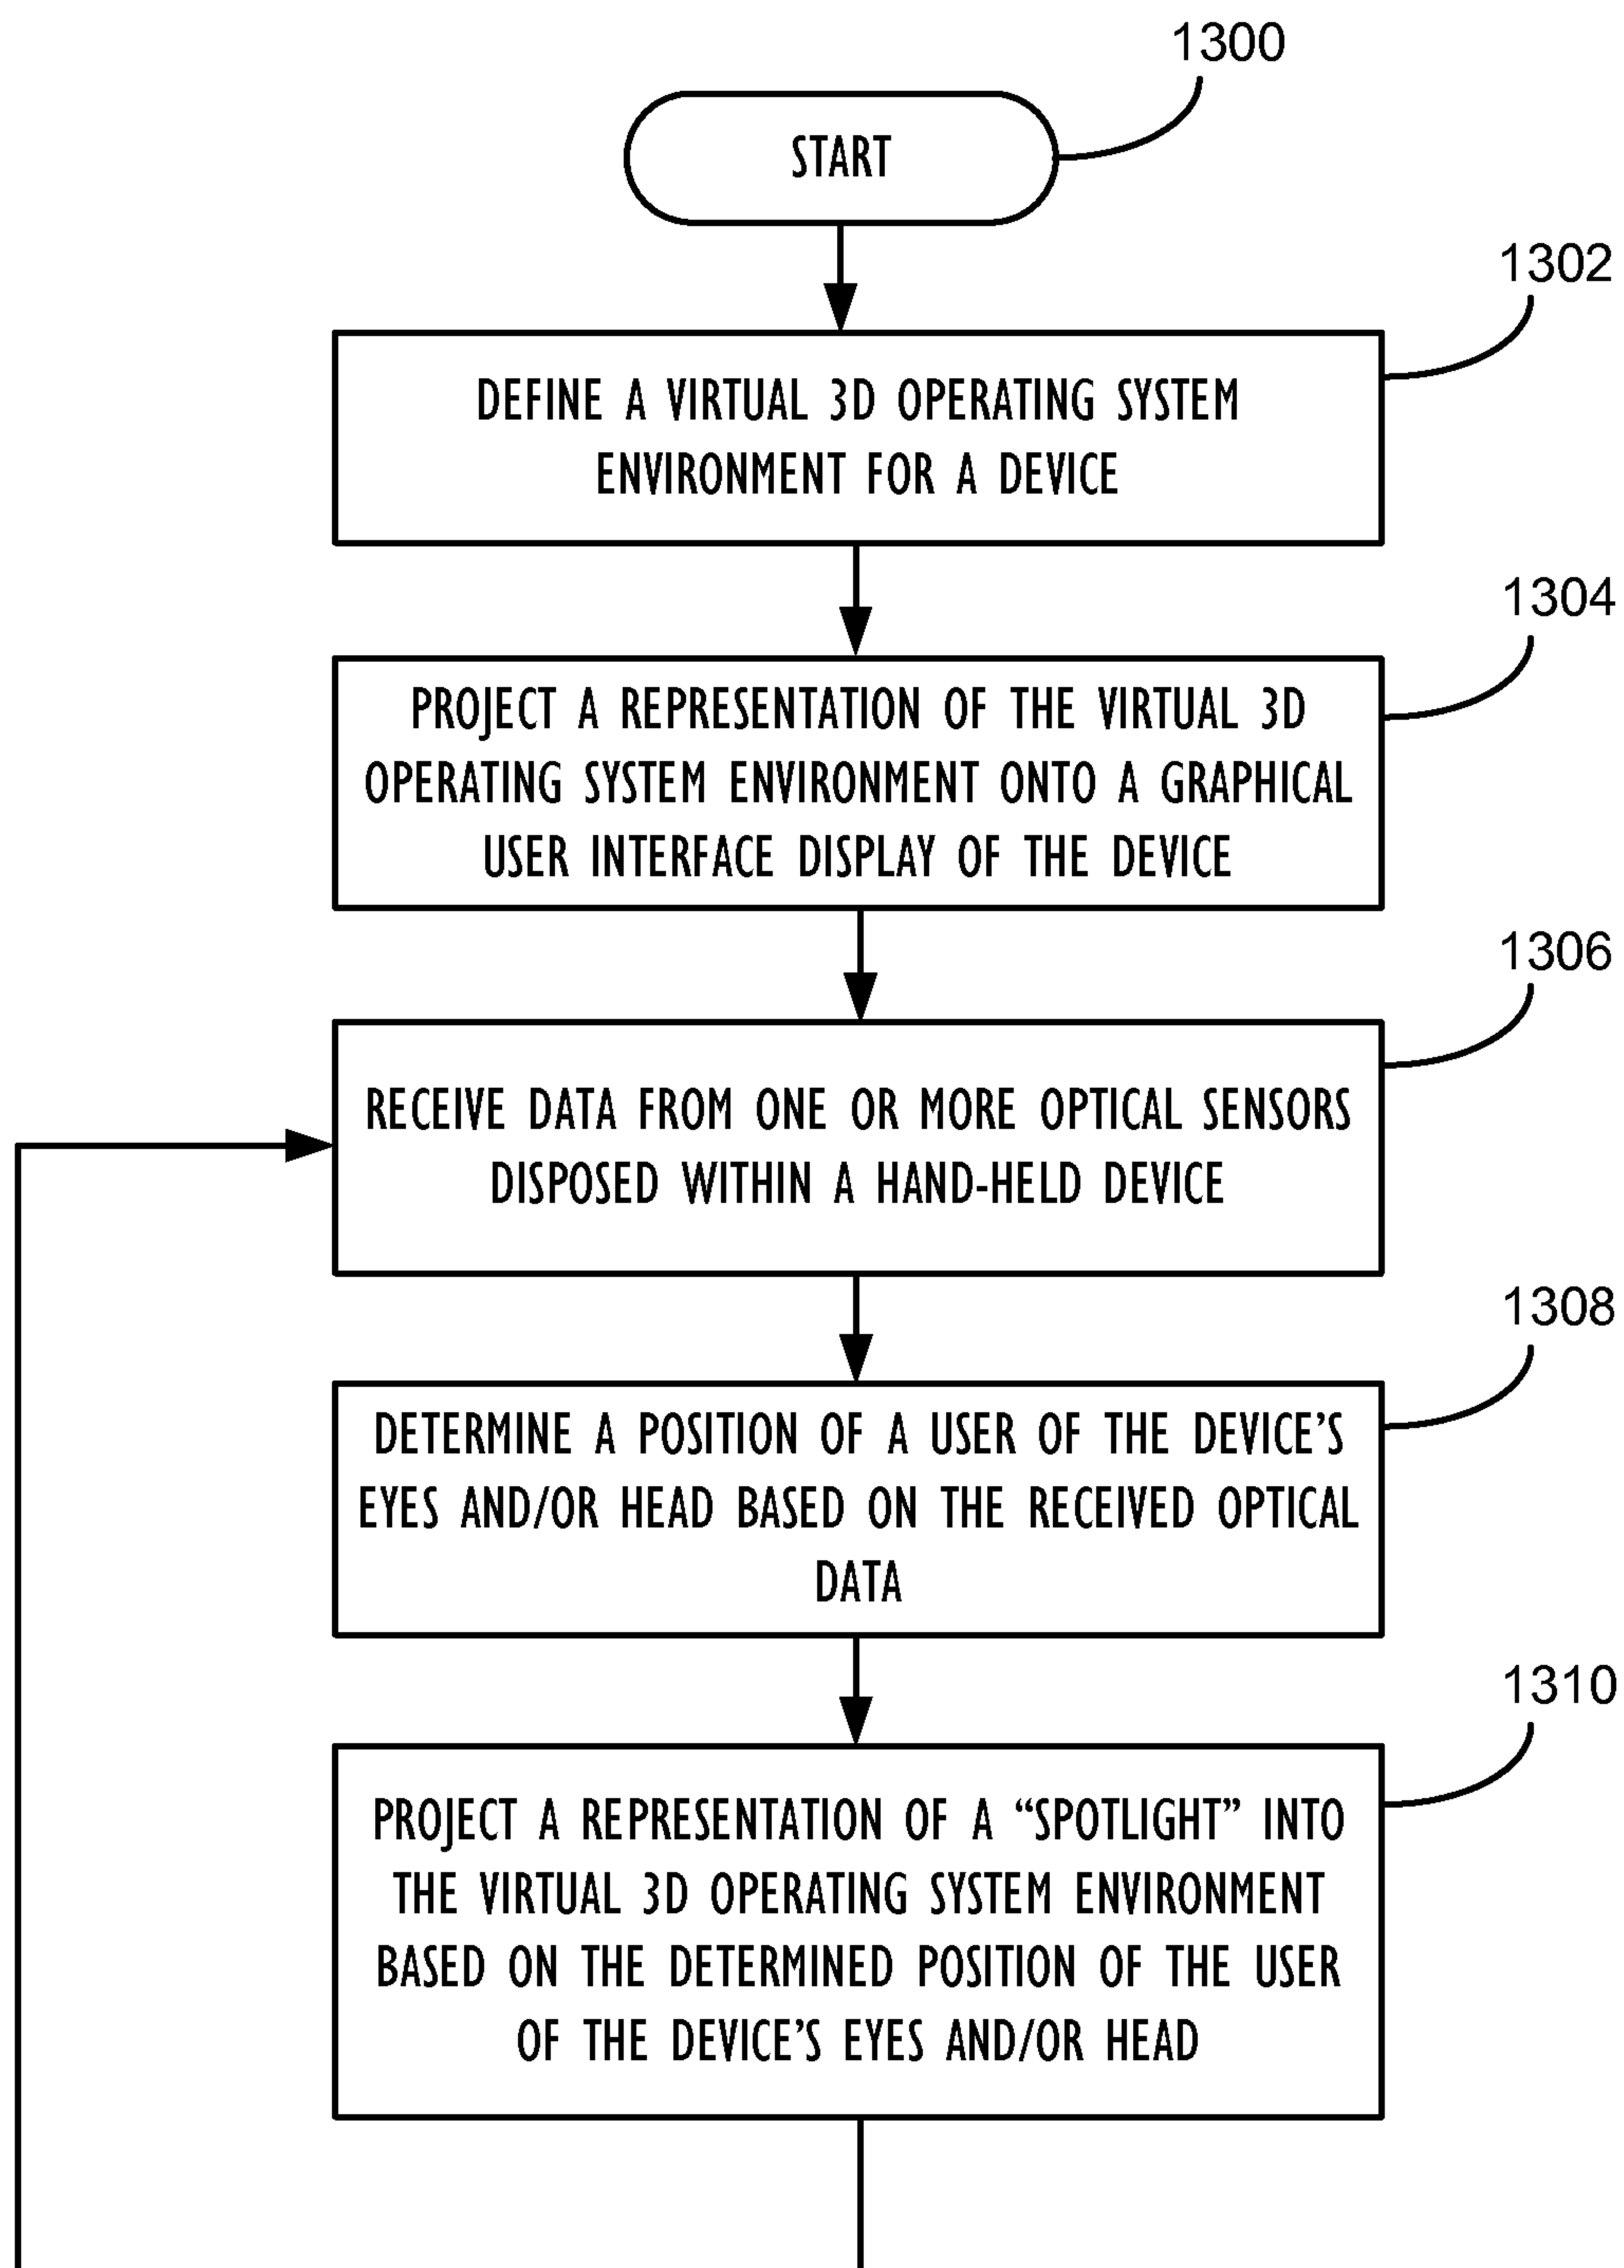 1300
START
1302
DEFINE A VIRTUAL 3D OPERATING SYSTEM
ENVIRONMENT FOR A DEVICE
1304
PROJECT A REPRESENTATION OF THE VIRTUAL 3D
OPERATING SYSTEM ENVIRONMENT ONTO A GRAPHICAL
USER INTERFACE DISPLAY OF THE DEVICE
1306
RECEIVE DATA FROM ONE OR MORE OPTICAL SENSORS
DISPOSED WITHIN A HAND-HELD DEVICE
1308
DETERMINE A POSITION OF A USER OF THE DEVICE’S
EYES AND/OR HEAD BASED ON THE RECEIVED OPTICAL
DATA
1310
PROJECT A REPRESENTATION OF A “SPOTLIGHT” INTO
THE VIRTUAL 3D OPERATING SYSTEM ENVIRONMENT
BASED ON THE DETERMINED POSITION OF THE USER
OF THE DEVICE’S EYES AND/OR HEAD